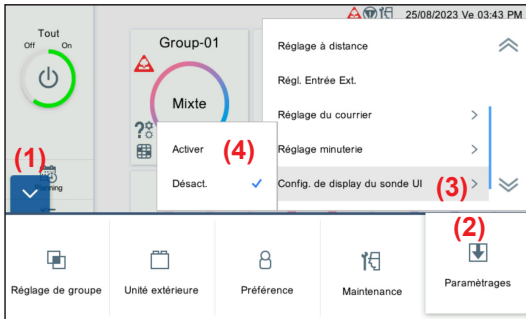 25/08/2023 Ve 03:43 PM
Tout
Off On
Group-01
Mixte
Réglage à distance
Régl. Entrée Ext.
Réglage du courrier
Réglage minuterie
Config. de display du sonde UI
Activer
Désact.
(1)
(2)
(3)
(4)
Réglage de groupe
Unité extérieure
Préférence
Maintenance
Paramètrages